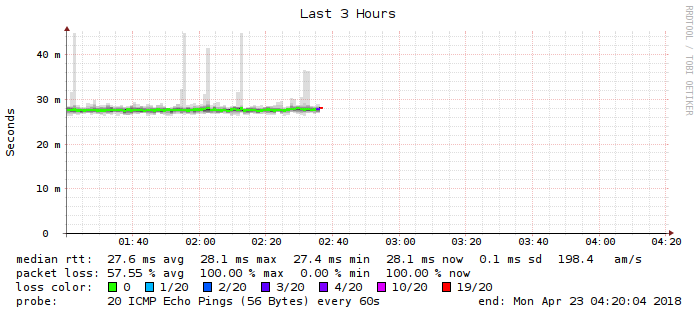 Last 3 Hours
RRDTOOL / TOBI OETIKER
Seconds
40 m
30 m
20 m
10 m
0
01:40 02:00 02:20 02:40 03:00 03:20 03:40 04:00 04:20
median rtt: 27.6 ms avg 28.1 ms max 27.4 ms min 28.1 ms now 0.1 ms sd 198.4 am/s
packet loss: 57.55 % avg 100.00 % max 0.00 % min 100.00 % now
loss color: 0 1/20 2/20 3/20 4/20 10/20 19/20
probe: 20 ICMP Echo Pings (56 Bytes) every 60s end: Mon Apr 23 04:20:04 2018